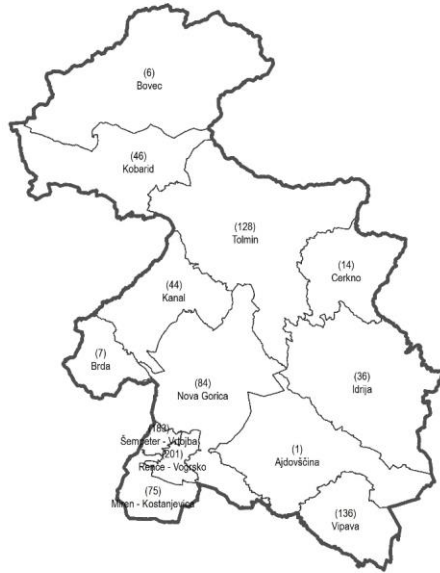 (6)
Bovec
(46)
Kobarid
(128)
Tolmin
(14)
Cerkno
(44)
Kanal
(7)
Brda
(36)
Idrija
(84)
Nova Gorica
(183)
Šempeter - Vrtojba
(201)
Renče - Vogrsko
(1)
Ajdovščina
(75)
Miren - Kostanjevica
(136)
Vipava